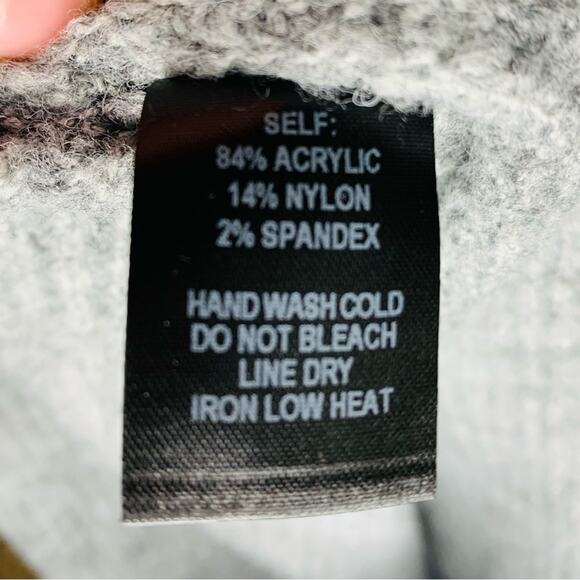 SELF:
84% ACRYLIC
14% NYLON
2% SPANDEX
HAND WASH COLD
DO NOT BLEACH
LINE DRY
IRON LOW HEAT